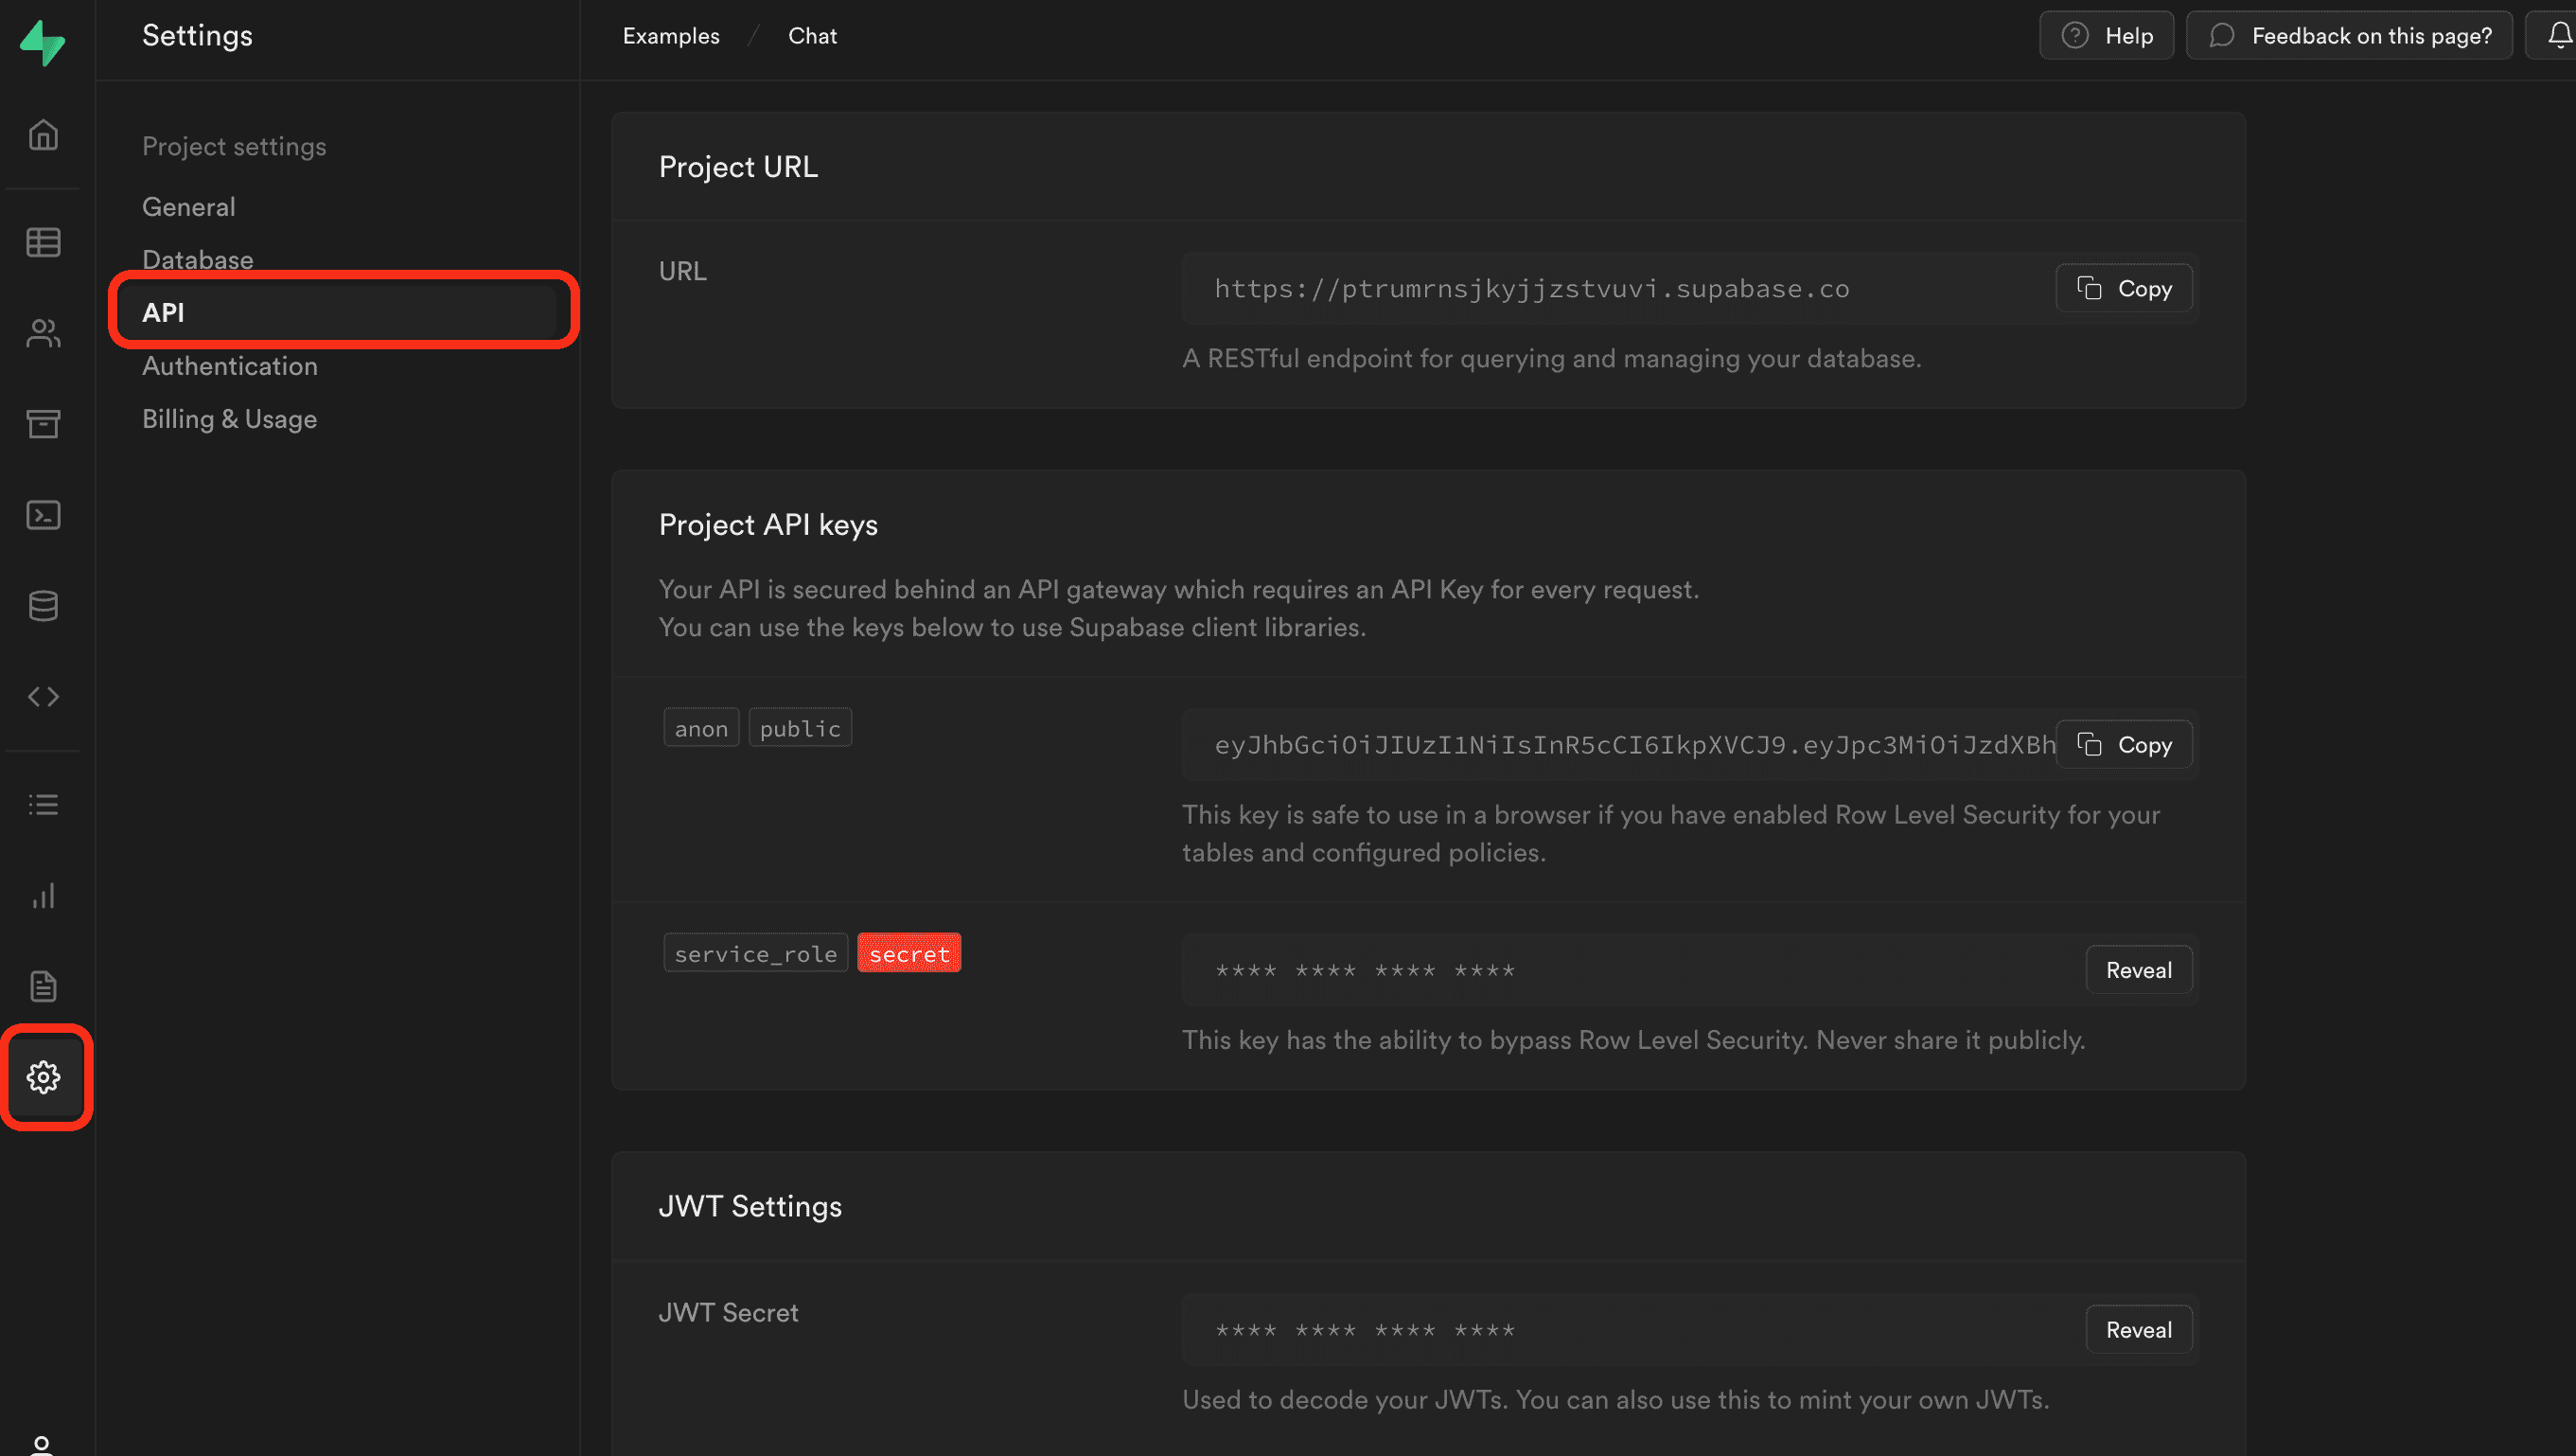 Settings
Examples / Chat
Help
Feedback on this page?
Project settings
General
Database
API
Authentication
Billing & Usage
Project URL
URL
https://ptrumrnsjkyjjzstvuvi.supabase.co
Copy
A RESTful endpoint for querying and managing your database.
Project API keys
Your API is secured behind an API gateway which requires an API Key for every request.
You can use the keys below to use Supabase client libraries.
anon public
eyJhbGciOiJIUzI1NiIsInR5cCI6IkpXVCJ9.eyJpc3MiOiJzdXBh
Copy
This key is safe to use in a browser if you have enabled Row Level Security for your
tables and configured policies.
service_role secret
**** **** **** ****
Reveal
This key has the ability to bypass Row Level Security. Never share it publicly.
JWT Settings
JWT Secret
**** **** **** ****
Reveal
Used to decode your JWTs. You can also use this to mint your own JWTs.